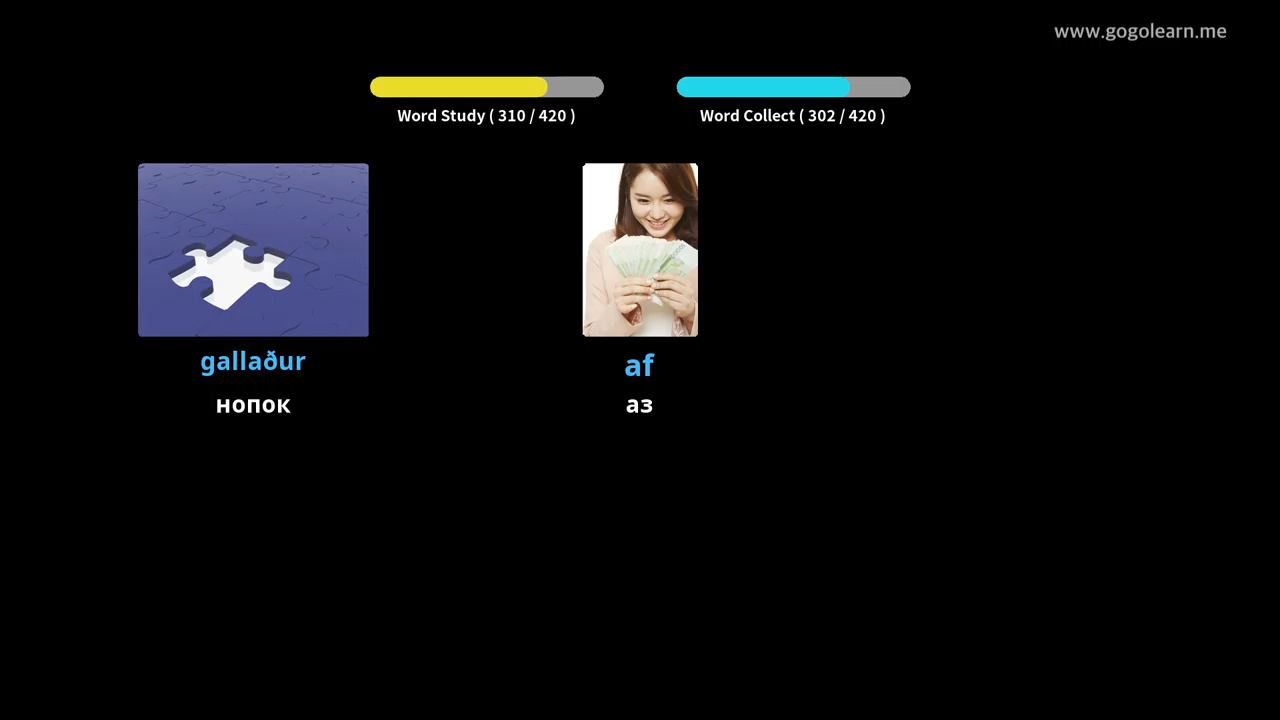 www.gogolearn.me
Word Study ( 310 / 420 )
Word Collect ( 302 / 420 )
gallaður
нопок
af
аз